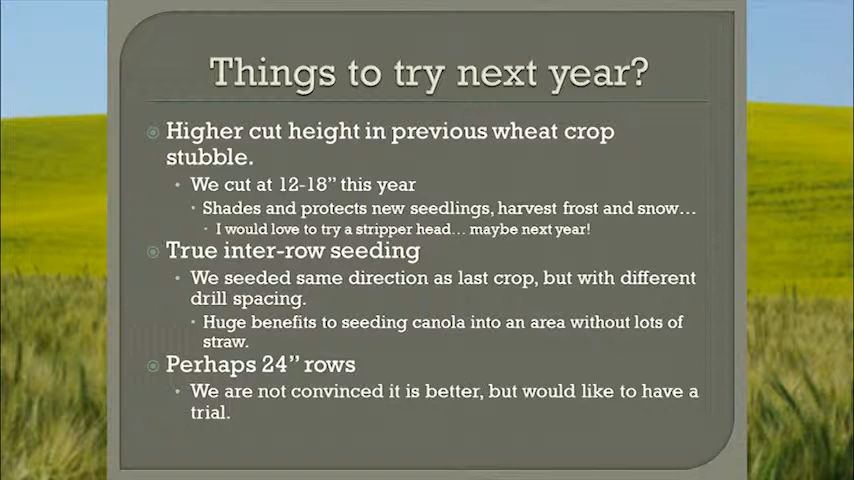 Things to try next year?
Higher cut height in previous wheat crop
stubble.
We cut at 12-18” this year
Shades and protects new seedlings, harvest frost and snow…
I would love to try a stripper head… maybe next year!
True inter-row seeding
We seeded same direction as last crop, but with different
drill spacing.
Huge benefits to seeding canola into an area without lots of
straw.
Perhaps 24” rows
We are not convinced it is better, but would like to have a
trial.